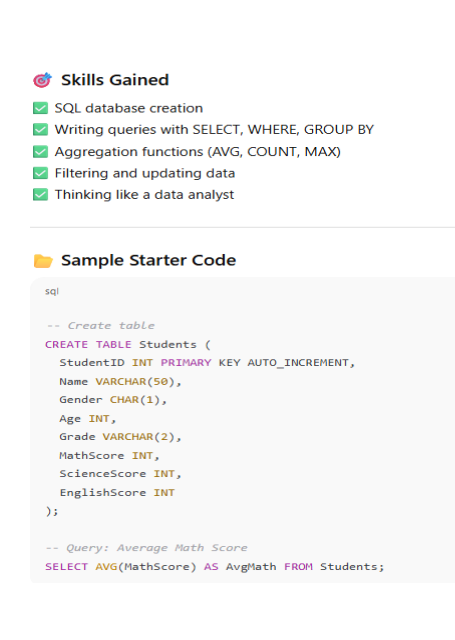 🎯 Skills Gained
✅ SQL database creation
✅ Writing queries with SELECT, WHERE, GROUP BY
✅ Aggregation functions (AVG, COUNT, MAX)
✅ Filtering and updating data
✅ Thinking like a data analyst
📂 Sample Starter Code
sql
-- Create table
CREATE TABLE Students (
  StudentID INT PRIMARY KEY AUTO_INCREMENT,
  Name VARCHAR(50),
  Gender CHAR(1),
  Age INT,
  Grade VARCHAR(2),
  MathScore INT,
  ScienceScore INT,
  EnglishScore INT
);
-- Query: Average Math Score
SELECT AVG(MathScore) AS AvgMath FROM Students;